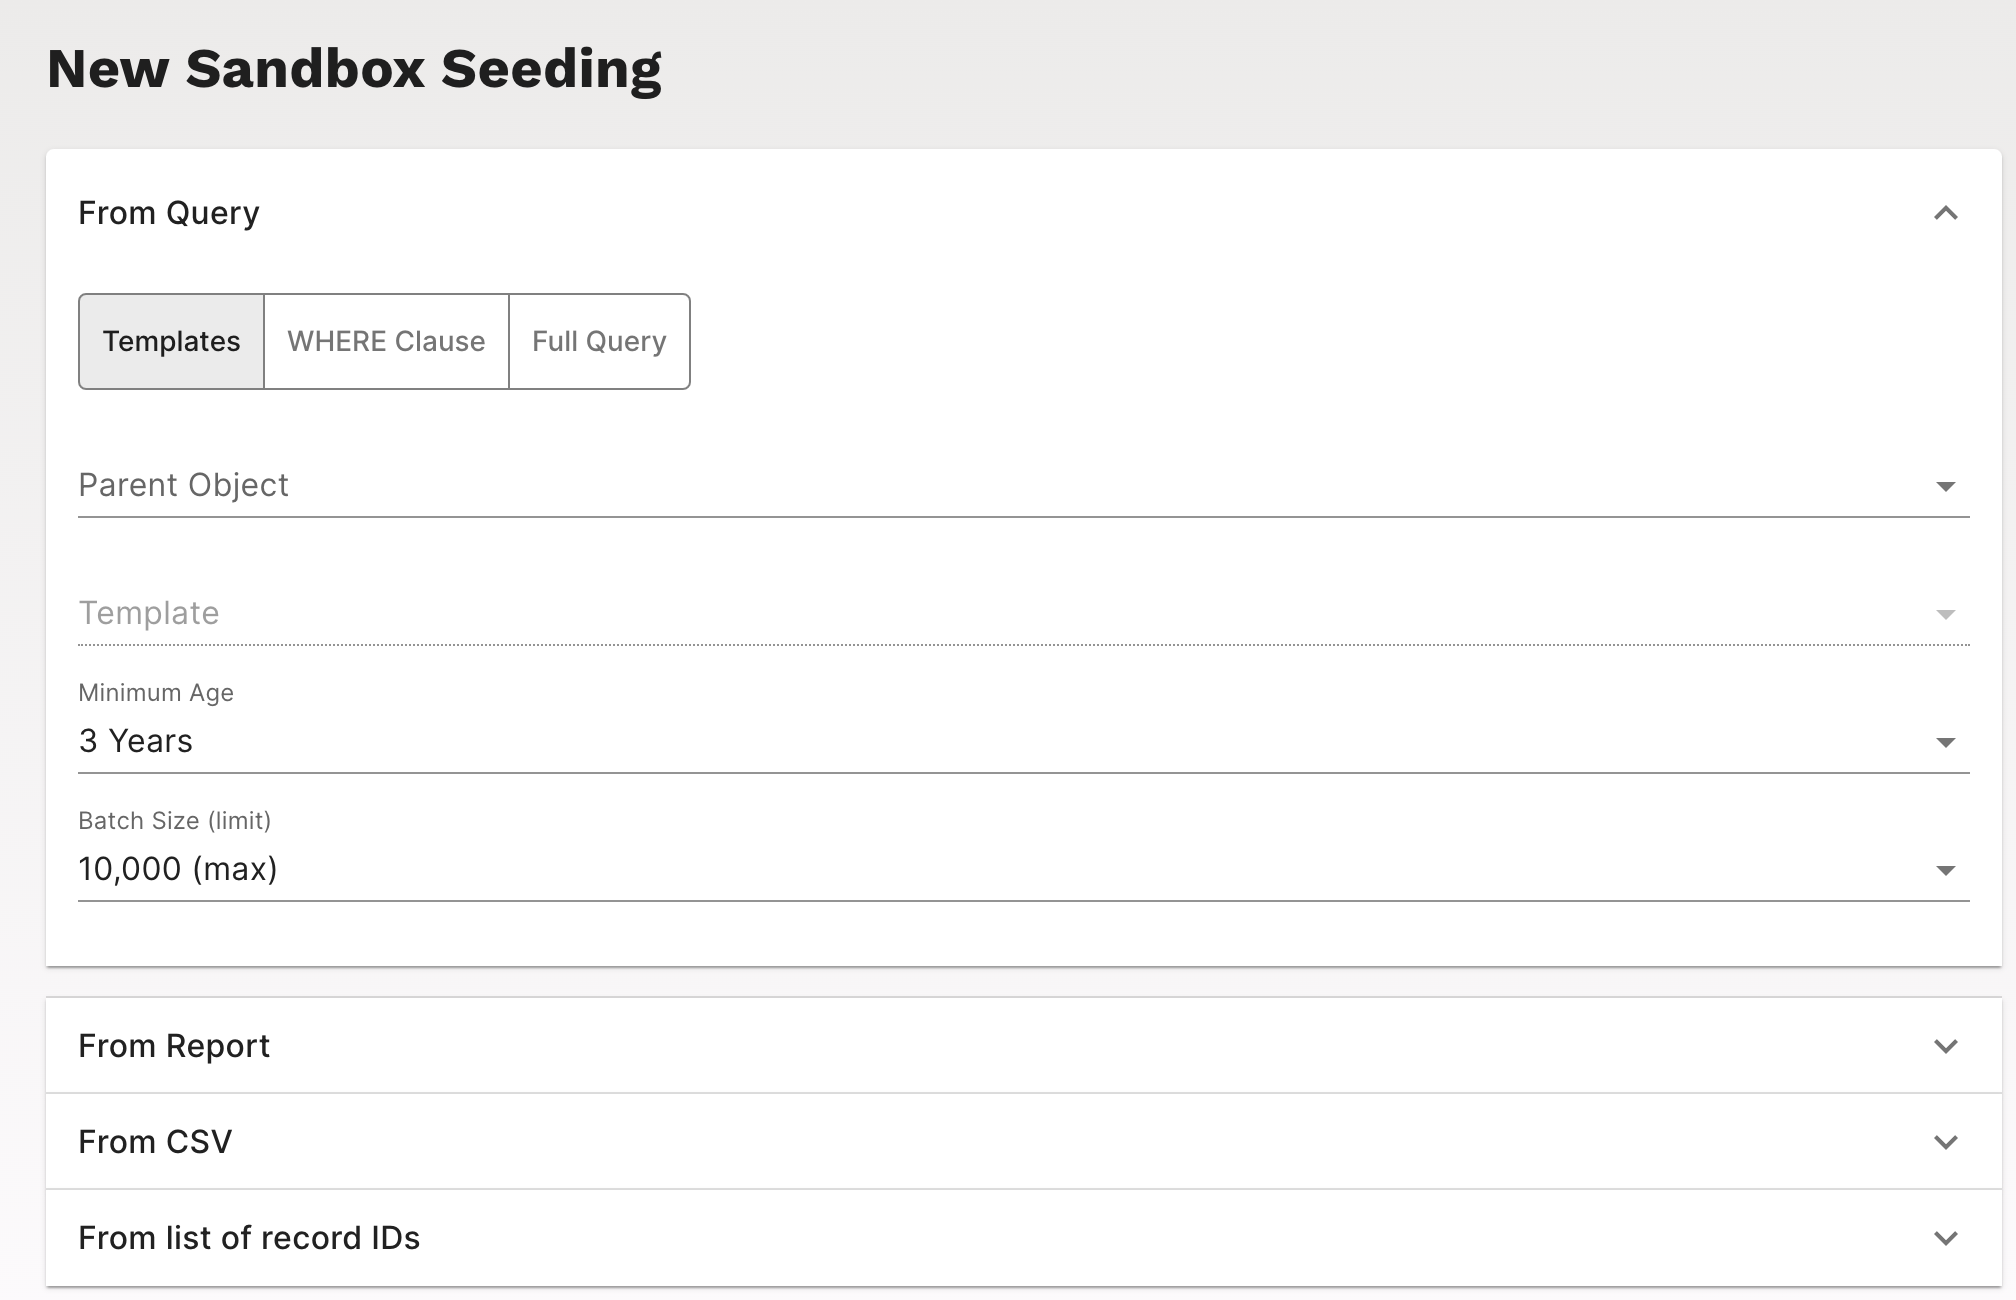 New Sandbox Seeding
From Query
Templates WHERE Clause Full Query
Parent Object
Template
Minimum Age
3 Years
Batch Size (limit)
10,000 (max)
From Report
From CSV
From list of record IDs